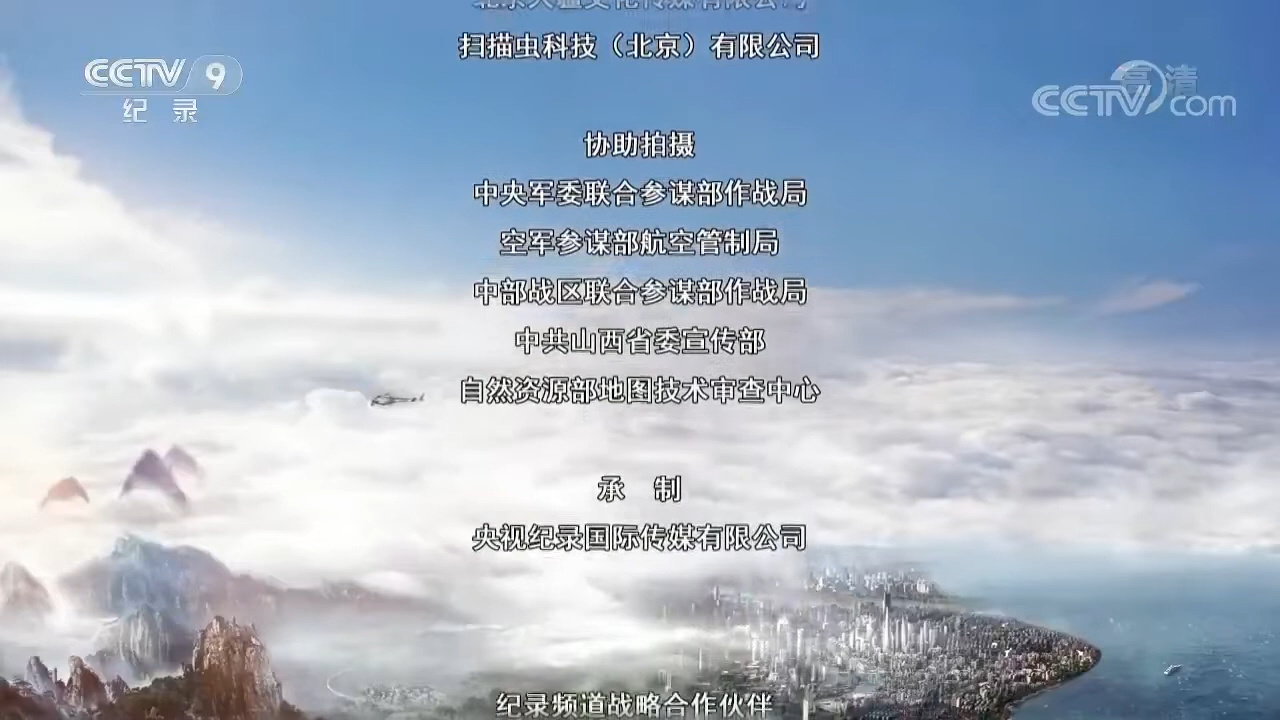 扫描虫科技（北京）有限公司
CCTV 9
纪 录
高清
CCTV.com
协助拍摄
中央军委联合参谋部作战局
空军参谋部航空管制局
中部战区联合参谋部作战局
中共山西省委宣传部
自然资源部地图技术审查中心
承 制
央视纪录国际传媒有限公司
纪录频道战略合作伙伴